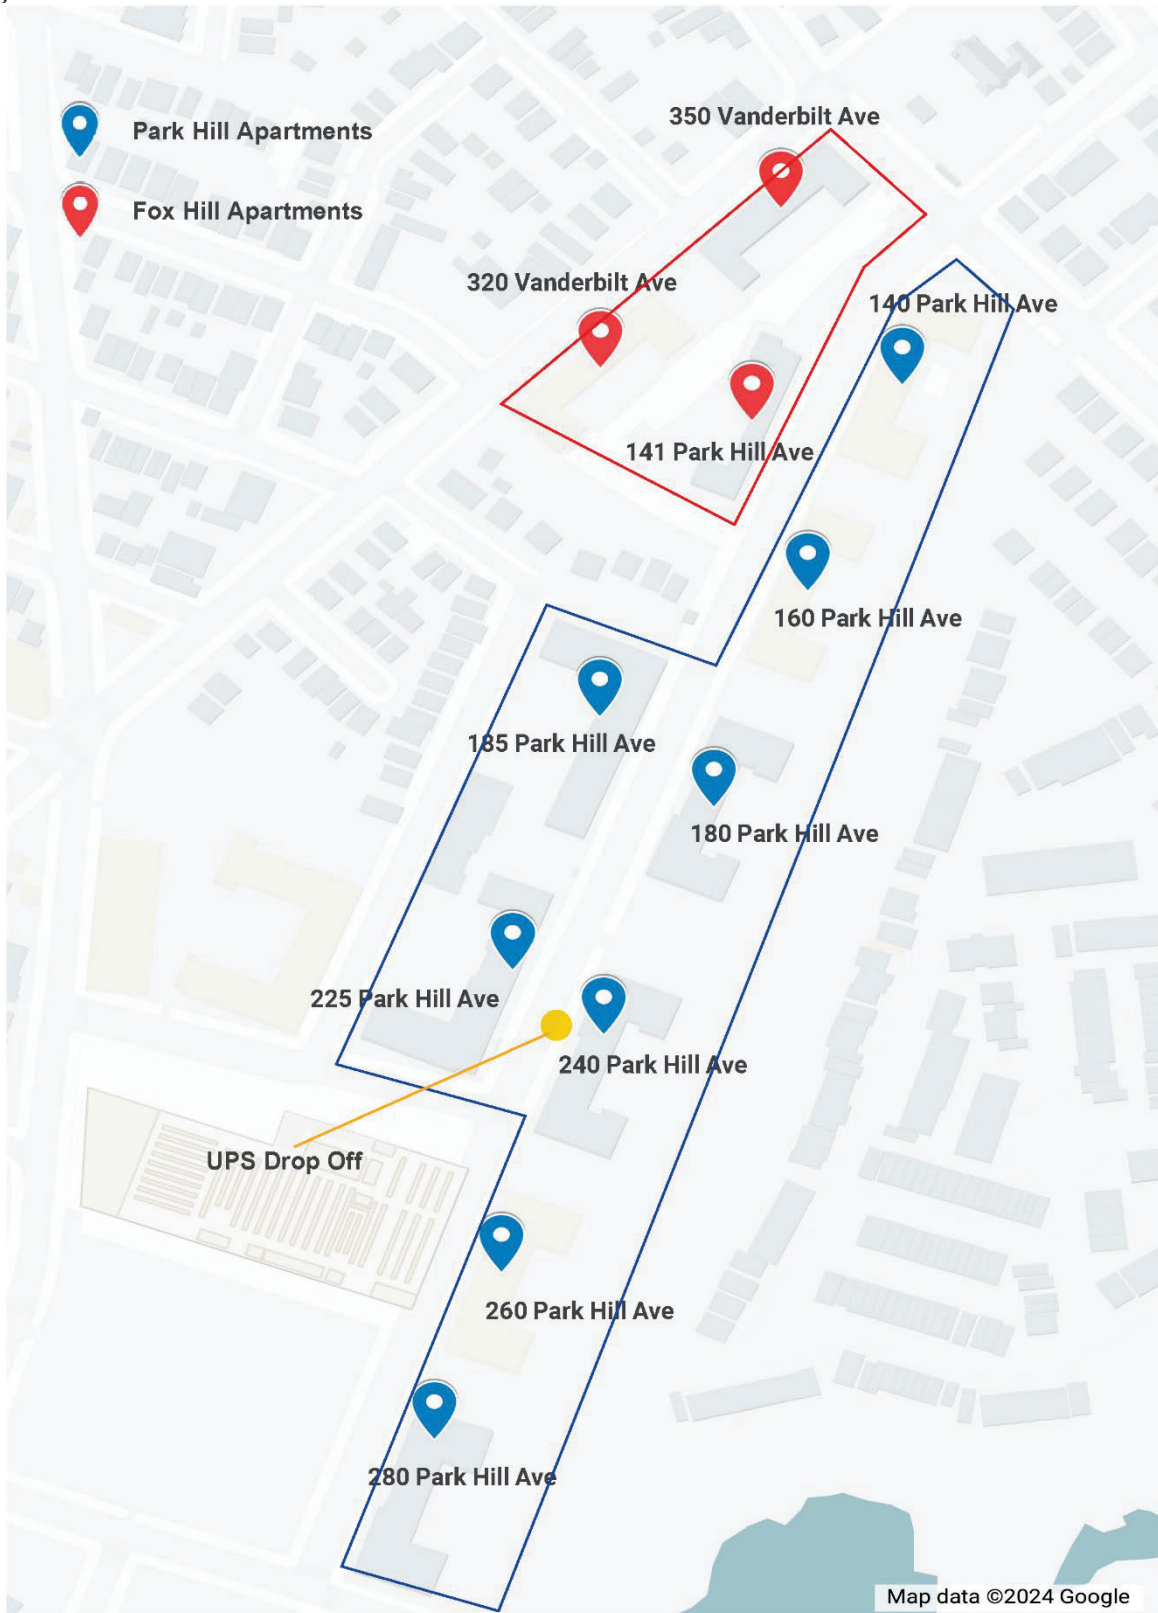 350 Vanderbilt Ave
Park Hill Apartments
Fox Hill Apartments
320 Vanderbilt Ave
140 Park Hill Ave
141 Park Hill Ave
160 Park Hill Ave
185 Park Hill Ave
180 Park Hill Ave
225 Park Hill Ave
240 Park Hill Ave
UPS Drop Off
260 Park Hill Ave
280 Park Hill Ave
Map data ©2024 Google